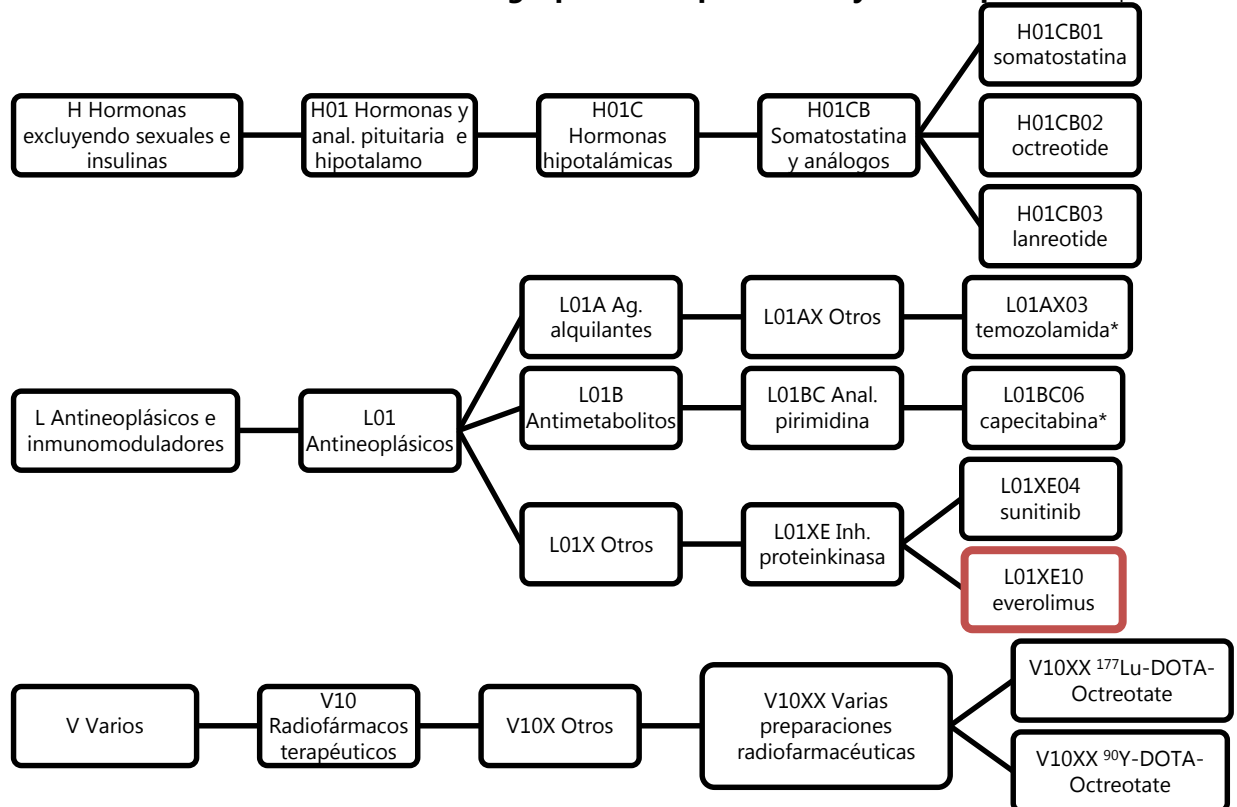 H Hormonas
excluyendo sexuales e
insulinas
H01 Hormonas y
anal. pituitaria e
hipotalamo
H01C
Hormonas
hipotalámicas
H01CB
Somatostatina
y análogos
H01CB01
somatostatina
H01CB02
octreotide
H01CB03
lanreotide
L Antineoplásicos e
inmunomoduladores
L01
Antineoplásicos
L01A Ag.
alquilantes
L01AX Otros
L01AX03
temozolamida*
L01B
Antimetabolitos
L01BC Anal.
pirimidina
L01BC06
capecitabina*
L01X Otros
L01XE Inh.
proteinkinasa
L01XE04
sunitinib
L01XE10
everolimus
V Varios
V10
Radiofármacos
terapéuticos
V10X Otros
V10XX Varias
preparaciones
radiofarmacéuticas
V10XX ¹⁷⁷Lu-DOTA-
Octreotate
V10XX ⁹⁰Y-DOTA-
Octreotate